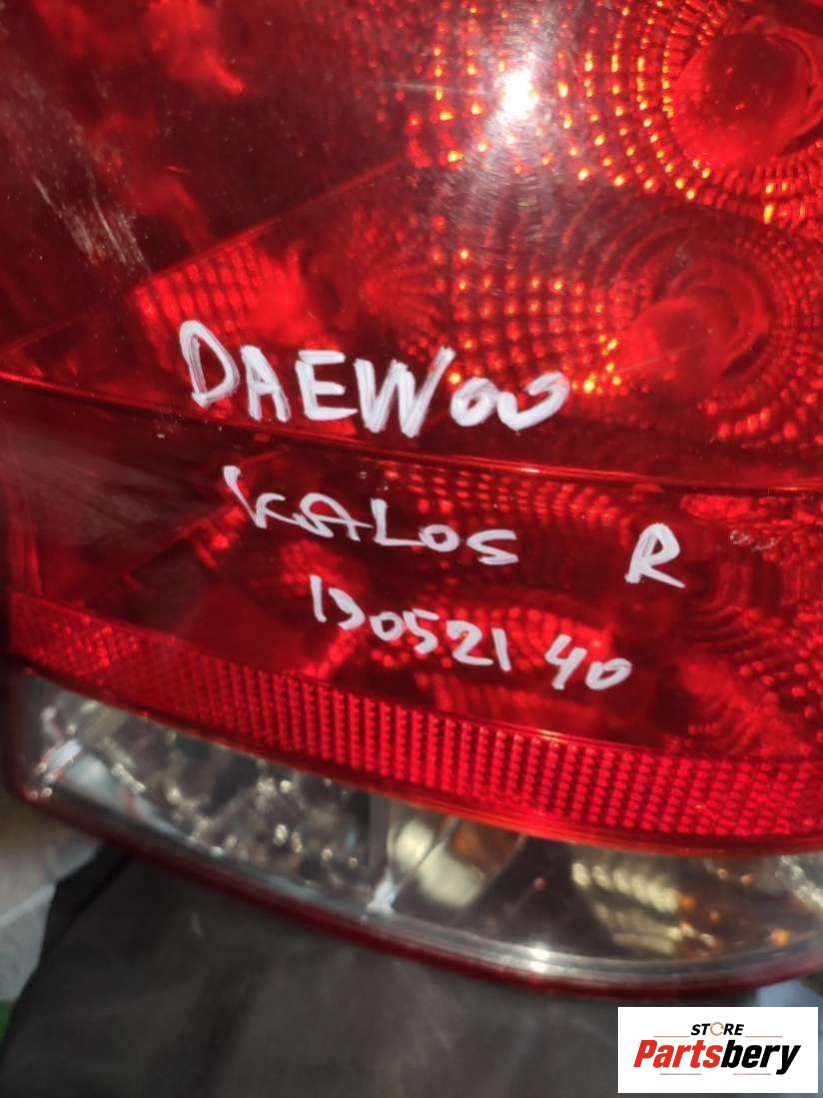 DAEWOO
KALOS R
13052140
STORE
Partsbery